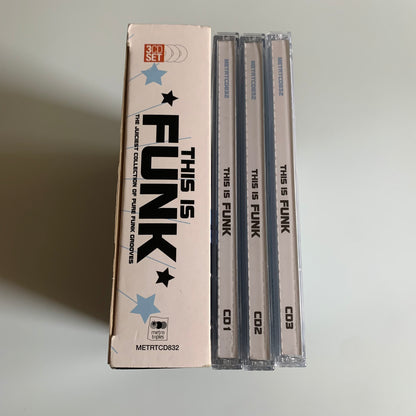 3CD
SET
THIS IS
FUNK
THE JUICIEST COLLECTION OF PURE FUNK GROOVES
metro
triples
METRTCD832
METRTCD832
THIS IS FUNK
CD1
METRTCD832
THIS IS FUNK
CD2
METRTCD832
THIS IS FUNK
CD3